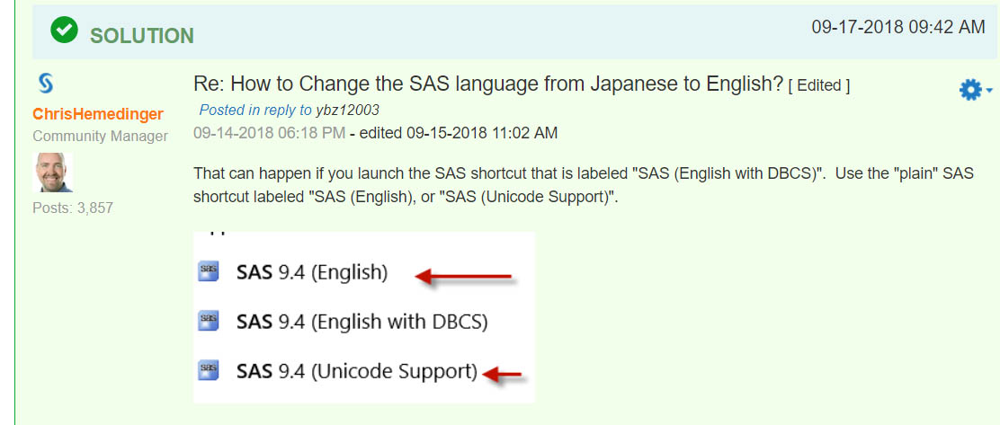 SOLUTION
09-17-2018 09:42 AM
Re: How to Change the SAS language from Japanese to English? [ Edited ]
ChrisHemedinger
Posted in reply to ybz12003
Community Manager
09-14-2018 06:18 PM - edited 09-15-2018 11:02 AM
That can happen if you launch the SAS shortcut that is labeled "SAS (English with DBCS)".  Use the "plain" SAS
shortcut labeled "SAS (English), or "SAS (Unicode Support)".
Posts: 3,857
sas SAS 9.4 (English)
sas SAS 9.4 (English with DBCS)
sas SAS 9.4 (Unicode Support)